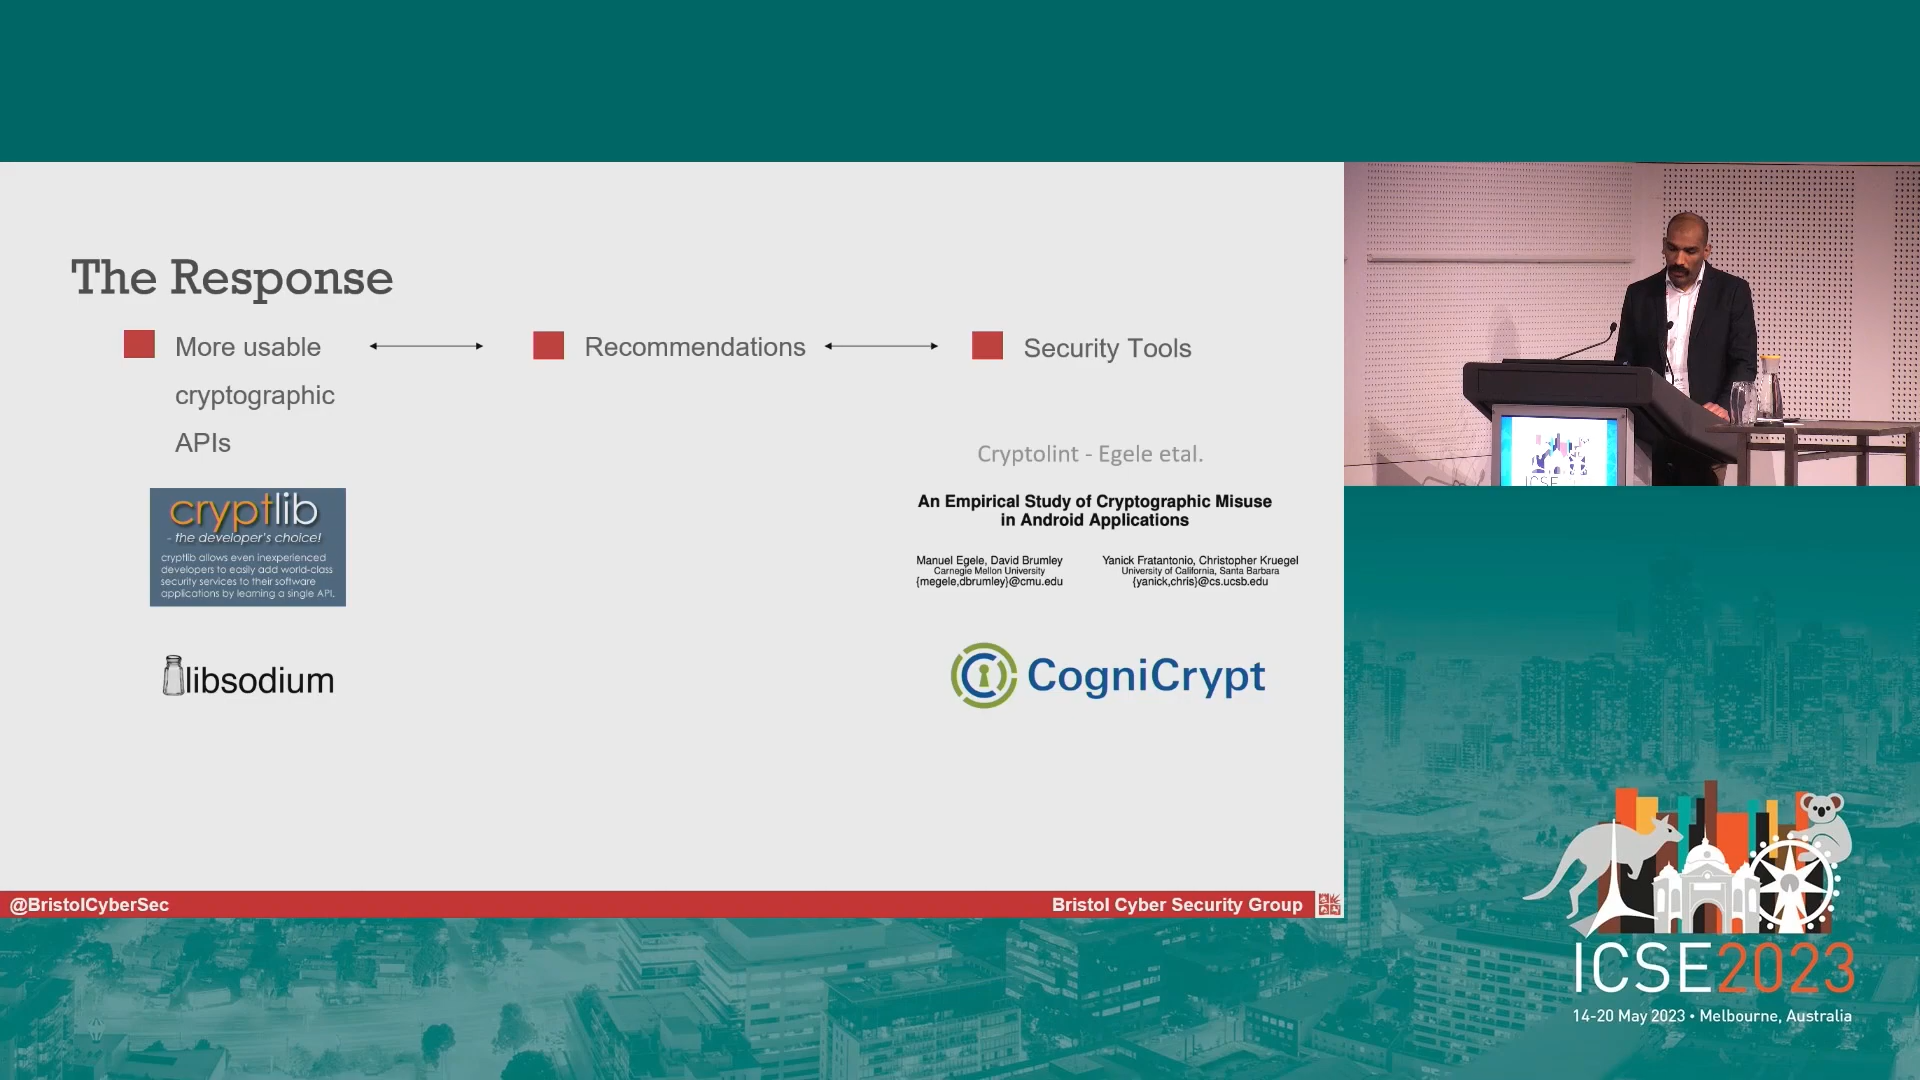 The Response
More usable
cryptographic
APIs
Recommendations
Security Tools
cryptlib
- the developer's choice!
cryptlib allows even inexperienced
developers to easily add world-class
security services to their software
applications by learning a single API.
libsodium
Cryptolint - Egele etal.
An Empirical Study of Cryptographic Misuse
in Android Applications
Manuel Egele, David Brumley
Carnegie Mellon University
{megele,dbrumley}@cmu.edu
Yanick Fratantonio, Christopher Kruegel
University of California, Santa Barbara
{yanick,chris}@cs.ucsb.edu
CogniCrypt
@BristolCyberSec
Bristol Cyber Security Group
ICSE
ICSE2023
14-20 May 2023 • Melbourne, Australia